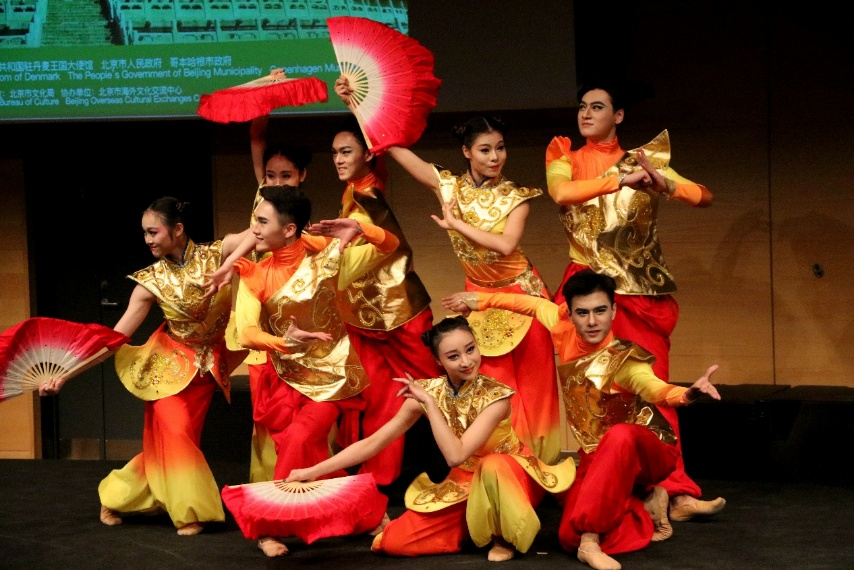 共和国驻丹麦王国大使馆 北京市人民政府 哥本哈根市政府
om of Denmark The People's Government of Beijing Municipality Copenhagen Mu
北京市文化局 协办单位：北京市海外文化交流中心
Bureau of Culture Beijing Overseas Cultural Exchanges C